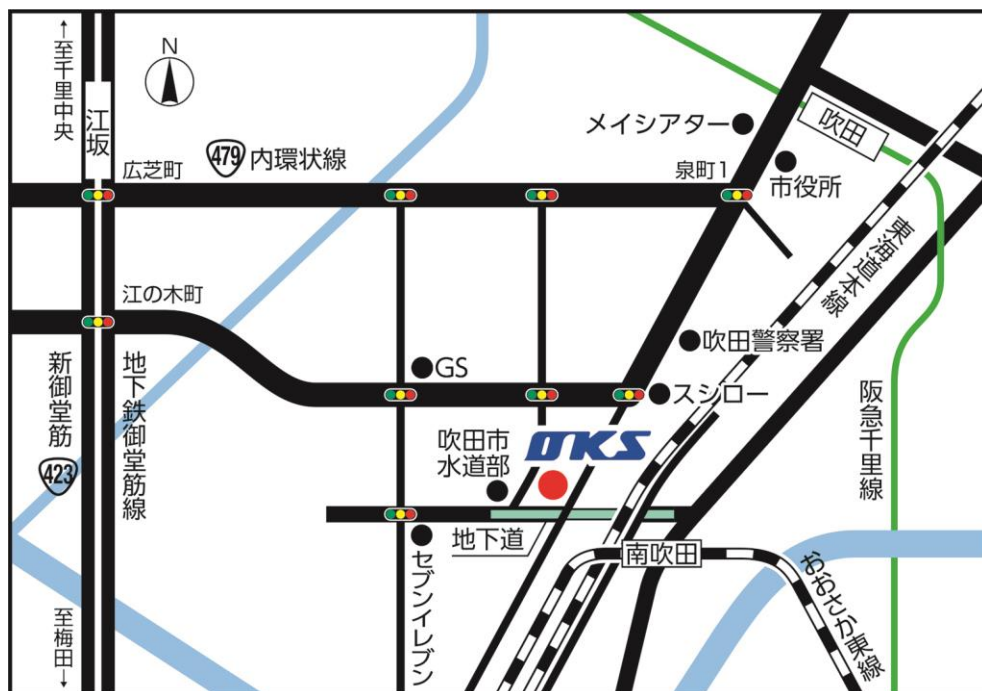 ←至千里中央
N
江坂
479 内環状線
広芝町
泉町1
メイシアター
吹田
市役所
東海道本線
江の木町
新御堂筋
423
地下鉄御堂筋線
GS
吹田警察署
スシロー
阪急千里線
吹田市
水道部
OKS
地下道
セブンイレブン
南吹田
おおさか東線
至梅田→